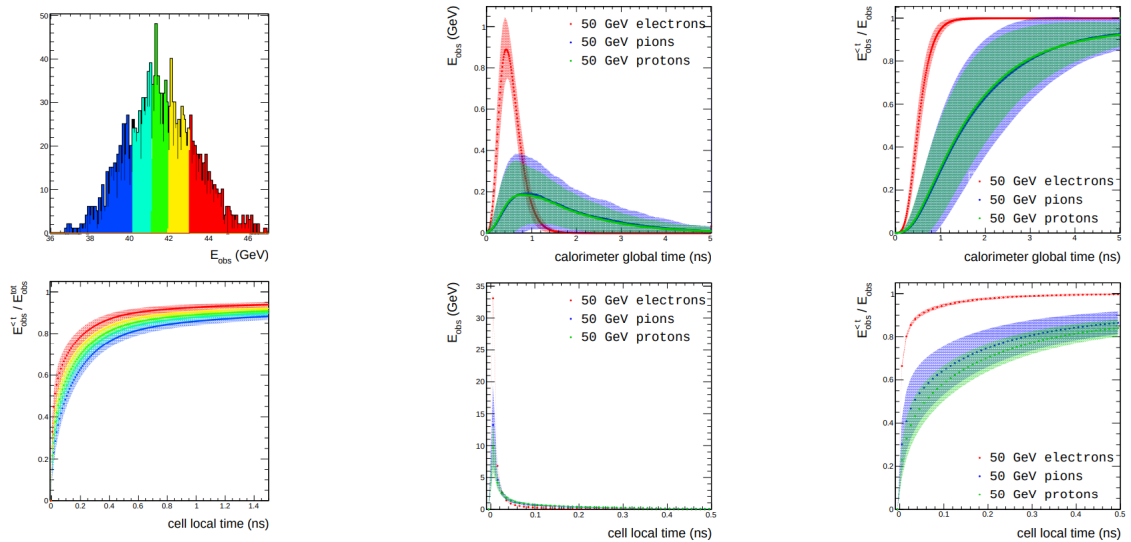 50
40
30
20
10
0
36 38 40 42 44 46
E_obs (GeV)
E_obs (GeV)
1
0.8
0.6
0.4
0.2
0
50 GeV electrons
50 GeV pions
50 GeV protons
0 1 2 3 4 5
calorimeter global time (ns)
E_obs^<t / E_obs
1
0.8
0.6
0.4
0.2
0
50 GeV electrons
50 GeV pions
50 GeV protons
0 1 2 3 4 5
calorimeter global time (ns)
E_obs^<t / E_obs^tot
1
0.8
0.6
0.4
0.2
0
0 0.2 0.4 0.6 0.8 1 1.2 1.4
cell local time (ns)
E_obs (GeV)
35
30
25
20
15
10
5
0
50 GeV electrons
50 GeV pions
50 GeV protons
0 0.1 0.2 0.3 0.4 0.5
cell local time (ns)
E_obs^<t / E_obs
1
0.8
0.6
0.4
0.2
0
50 GeV electrons
50 GeV pions
50 GeV protons
0 0.1 0.2 0.3 0.4 0.5
cell local time (ns)